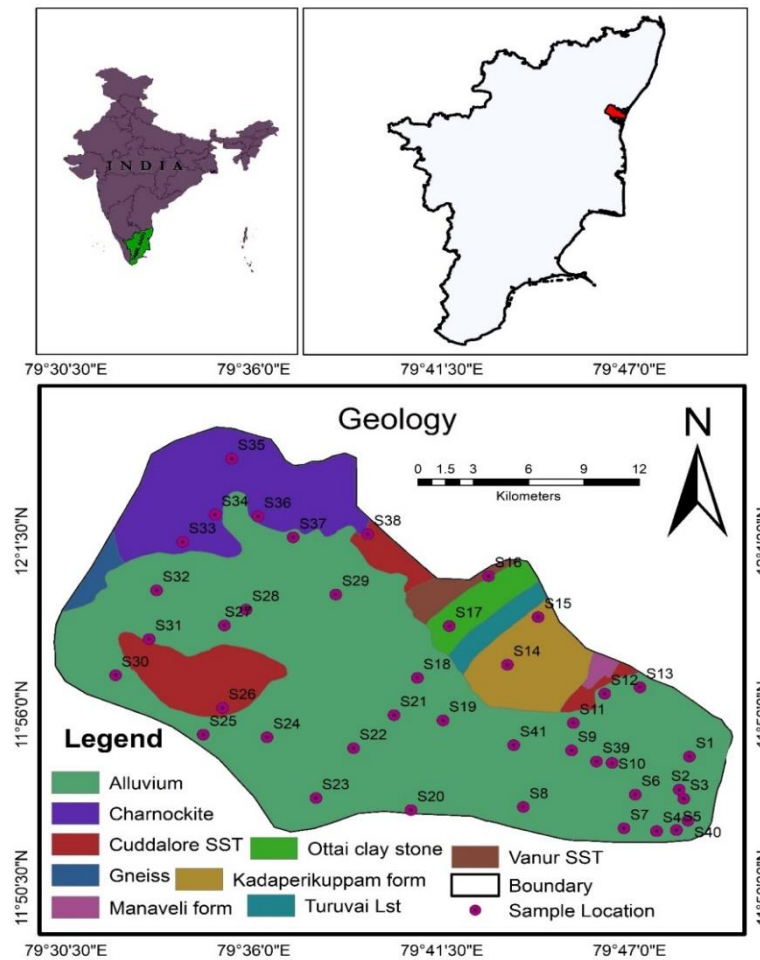 INDIA
79°30'30"E 79°36'0"E 79°41'30"E 79°47'0"E
Geology
N
0 1.5 3 6 9 12
Kilometers
S35
S34 S36
S33 S37 S38
12°1'30"N
S32 S29 S16
S28 S15
S27 S17
S31
S30 S18 S14
S26 S12 S13
S25 S24 S21 S19 S11
11°56'0"N
S22 S41 S9 S39 S1
S10
S23 S20 S8 S6 S2 S3
S7 S4 S5
S40
11°50'30"N
Legend
Alluvium
Charnockite
Cuddalore SST
Gneiss
Manaveli form
Ottai clay stone
Kadaperikuppam form
Turuvai Lst
Vanur SST
Boundary
Sample Location
79°30'30"E 79°36'0"E 79°41'30"E 79°47'0"E